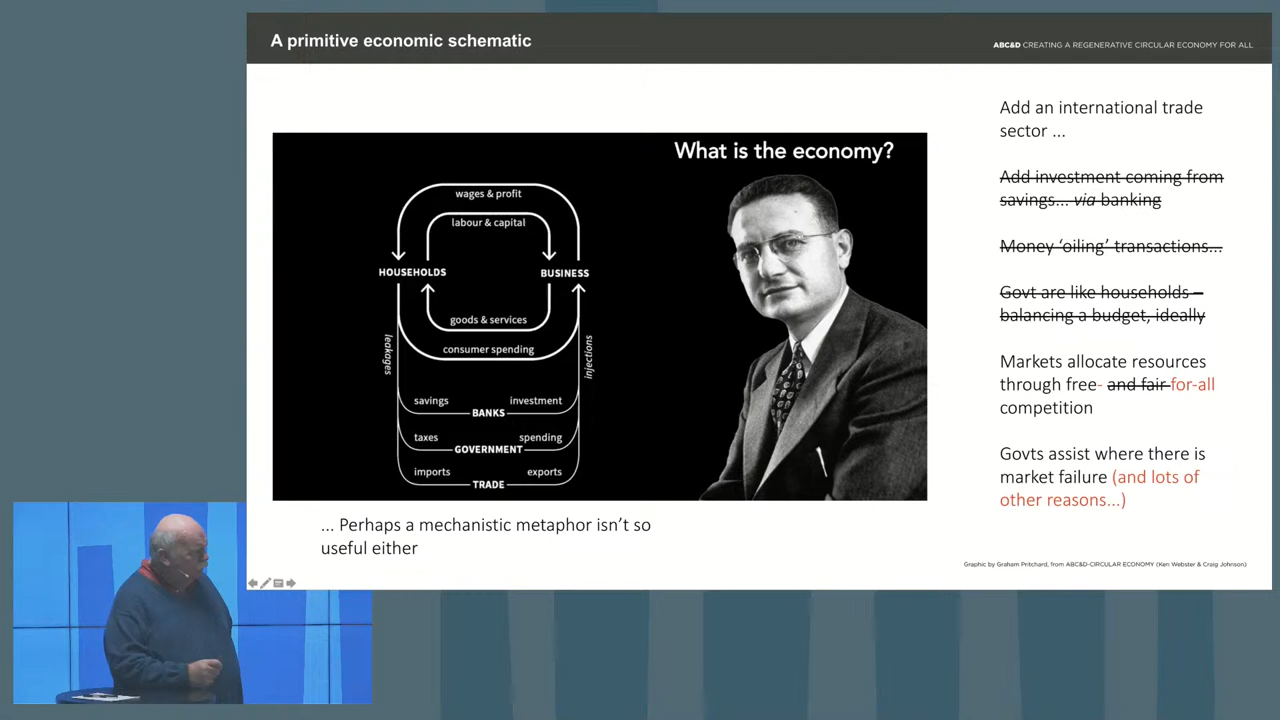 A primitive economic schematic
ABC&D CREATING A REGENERATIVE CIRCULAR ECONOMY FOR ALL
What is the economy?
wages & profit
labour & capital
HOUSEHOLDS
BUSINESS
goods & services
consumer spending
leakages
injections
savings
investment
BANKS
taxes
spending
GOVERNMENT
imports
exports
TRADE
... Perhaps a mechanistic metaphor isn't so
useful either
Add an international trade
sector ...
Add investment coming from
savings... via banking
Money ‘oiling’ transactions...
Govt are like households –
balancing a budget, ideally
Markets allocate resources
through free- and fair for-all
competition
Govts assist where there is
market failure (and lots of
other reasons...)
Graphic by Graham Pritchard, from ABC&D-CIRCULAR ECONOMY (Ken Webster & Craig Johnson)